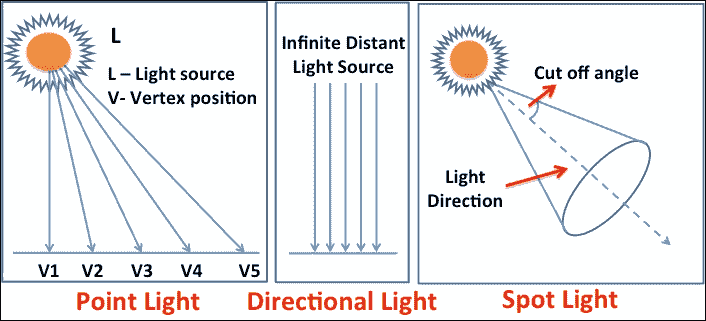 L
L – Light source
V- Vertex position
V1 V2 V3 V4 V5
Point Light
Infinite Distant
Light Source
Directional Light
Cut off angle
Light
Direction
Spot Light